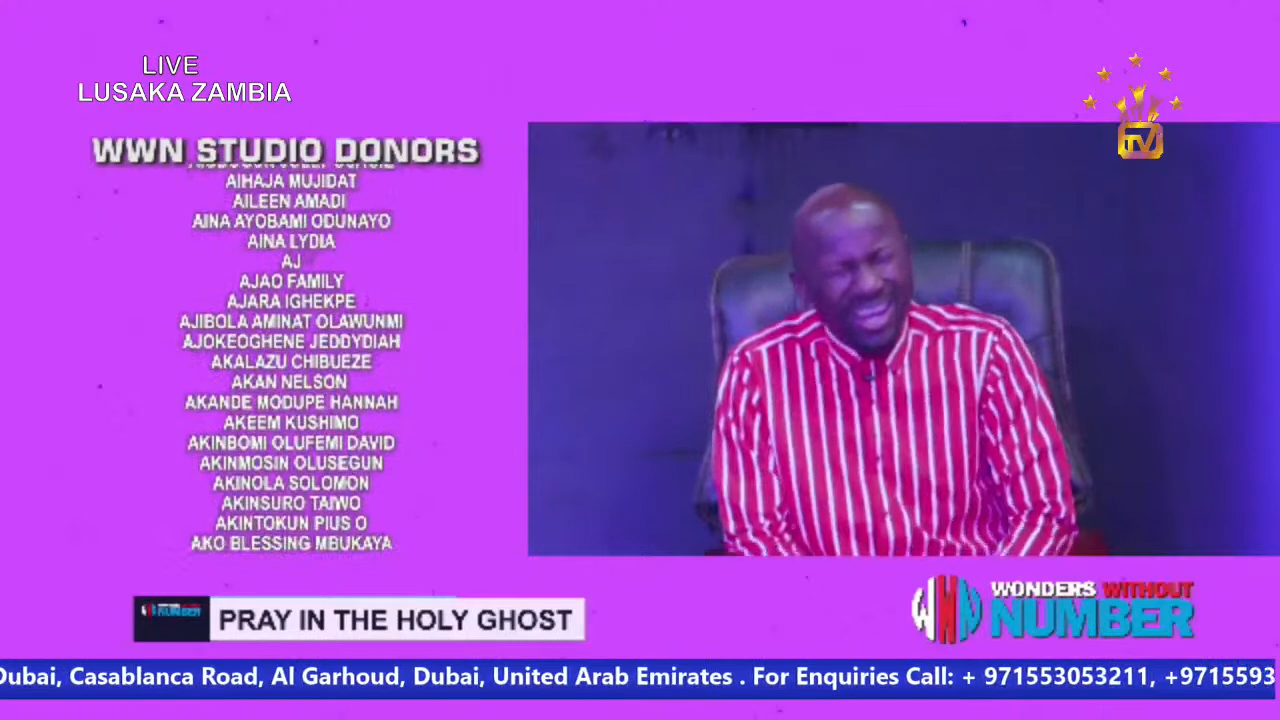 LIVE
LUSAKA ZAMBIA
TV
WWN STUDIO DONORS
AIHAJA MUJIDAT
AILEEN AMADI
AINA AYOBAMI ODUNAYO
AINA LYDIA
AJ
AJAO FAMILY
AJARA IGHEKPE
AJIBOLA AMINAT OLAWUNMI
AJOKEOGHENE JEDDYDIAH
AKALAZU CHIBUEZE
AKAN NELSON
AKANDE MODUPE HANNAH
AKEEM KUSHIMO
AKINBOMI OLUFEMI DAVID
AKINMOSIN OLUSEGUN
AKINOLA SOLOMON
AKINSURO TAIWO
AKINTOKUN PIUS O
AKO BLESSING MBUKAYA
PRAY IN THE HOLY GHOST
WWN
WONDERS WITHOUT
NUMBER
Dubai, Casablanca Road, Al Garhoud, Dubai, United Arab Emirates . For Enquiries Call: + 971553053211, +9715593